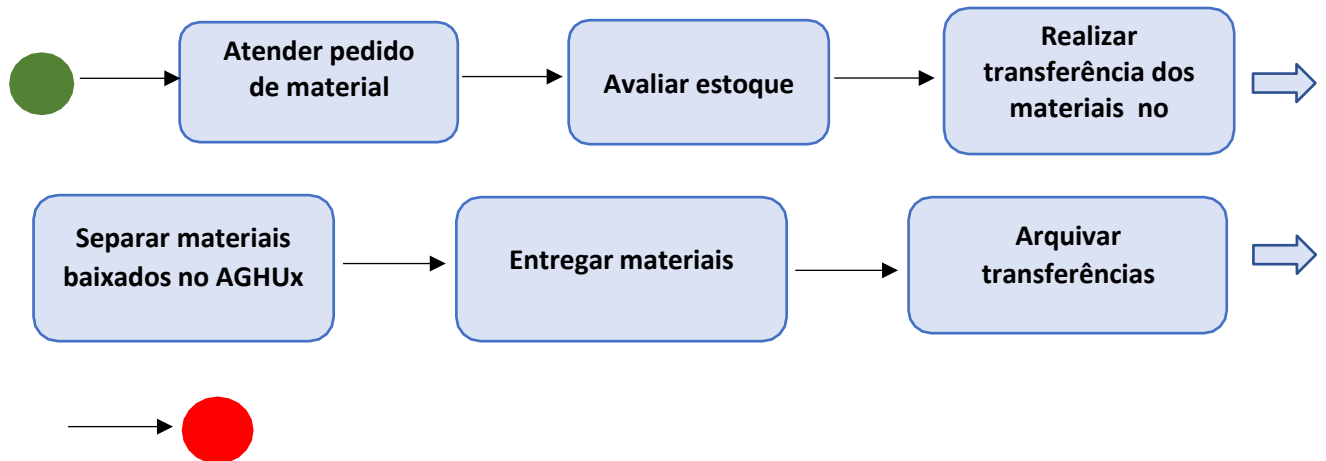 Atender pedido
de material
Avaliar estoque
Realizar
transferência dos
materiais no
Separar materiais
baixados no AGHUx
Entregar materiais
Arquivar
transferências